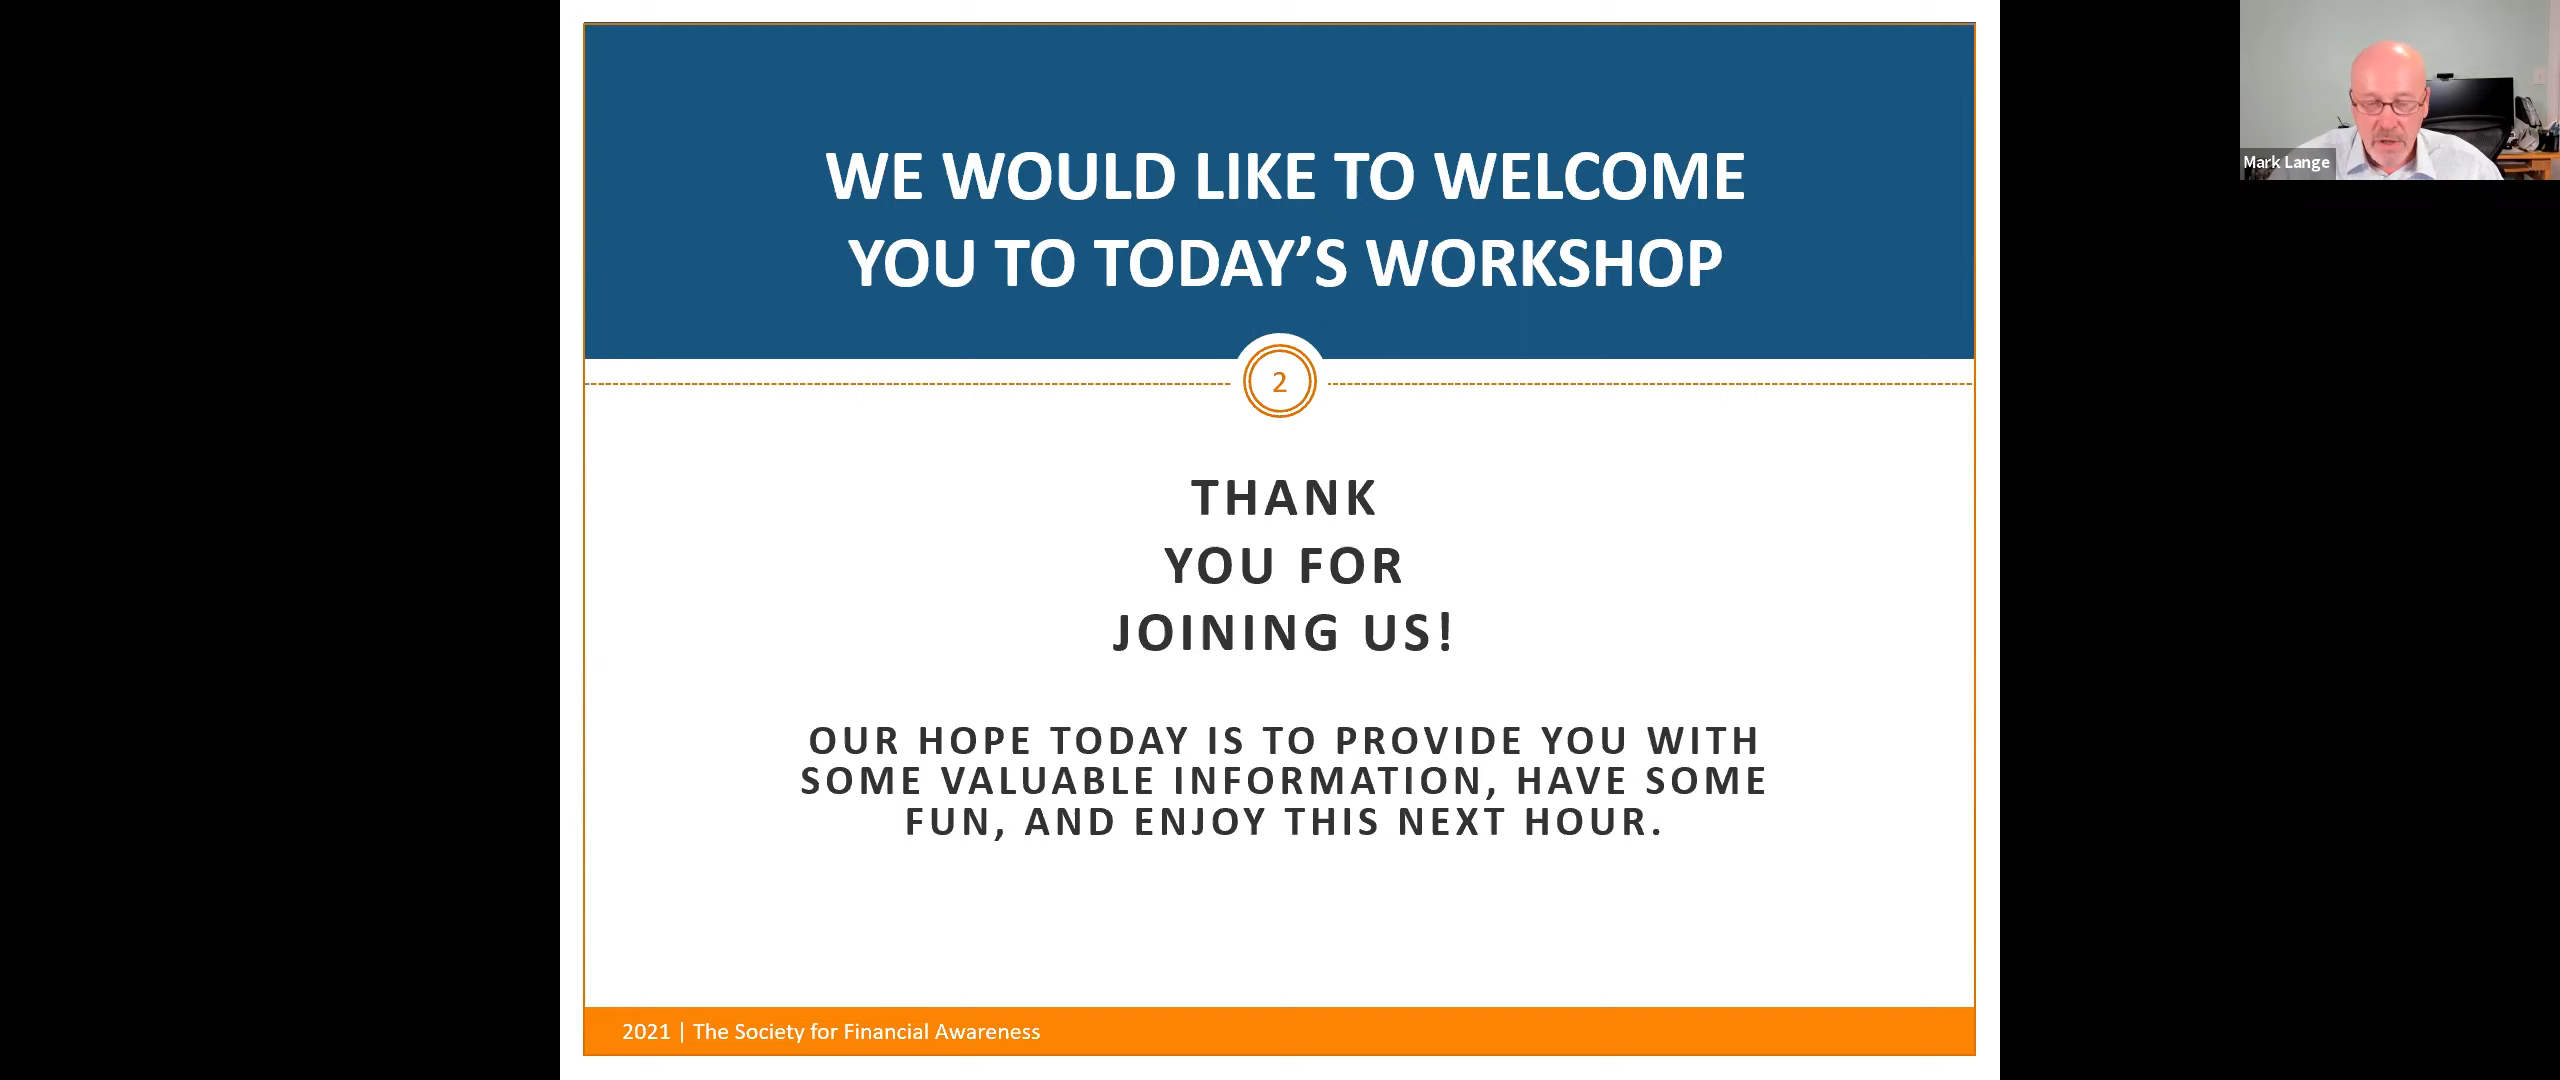 WE WOULD LIKE TO WELCOME
YOU TO TODAY’S WORKSHOP
2
THANK
YOU FOR
JOINING US!
OUR HOPE TODAY IS TO PROVIDE YOU WITH
SOME VALUABLE INFORMATION, HAVE SOME
FUN, AND ENJOY THIS NEXT HOUR.
2021 | The Society for Financial Awareness
Mark Lange